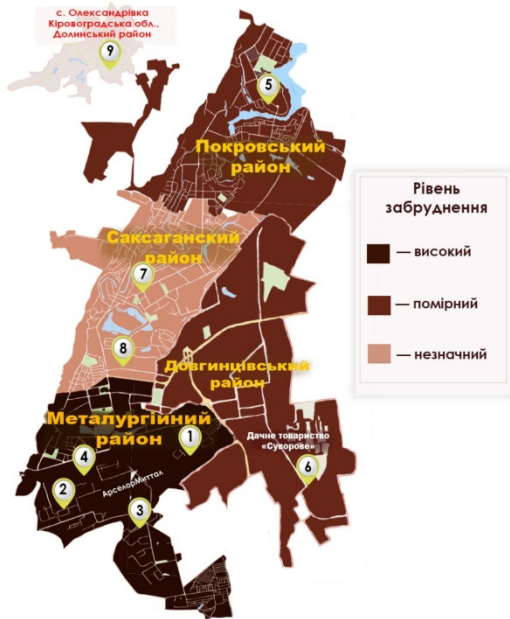 с. Олександрівка
Кіровоградська обл.,
Долинський район
9
5
Покровський
район
Рівень
забруднення
— високий
— помірний
— незначний
Саксаганский
район
7
8
Довгинцівський
район
Металургійний
район
1
Дачне товариство
«Суворове»
4
6
АрселорМиттал
2
3